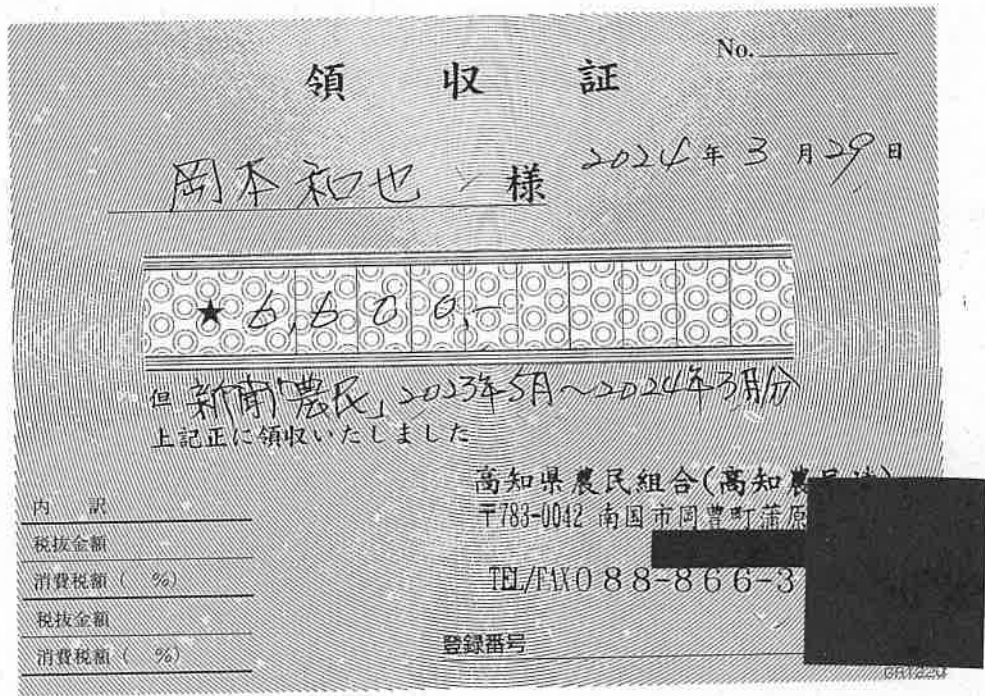 No.
領 収 証
岡本和也 様 2024年3月29日
★6,600,-
但 新聞「農民」2023年5月～2024年3月分
上記正に領収いたしました
高知県農民組合(高知農民連)
〒783-0042 南国市岡豊町蒲原
TEL/FAX088-866-3
内 訳
税抜金額
消費税額( %)
税抜金額
消費税額( %)
登録番号